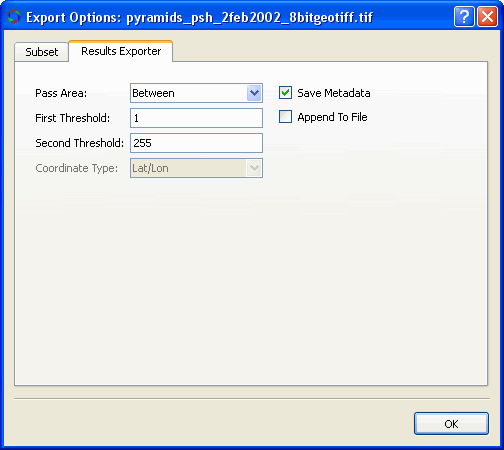 Export Options: pyramids_psh_2feb2002_8bitgeotiff.tif
Subset Results Exporter
Pass Area: Between Save Metadata
First Threshold: 1 Append To File
Second Threshold: 255
Coordinate Type: Lat/Lon
OK